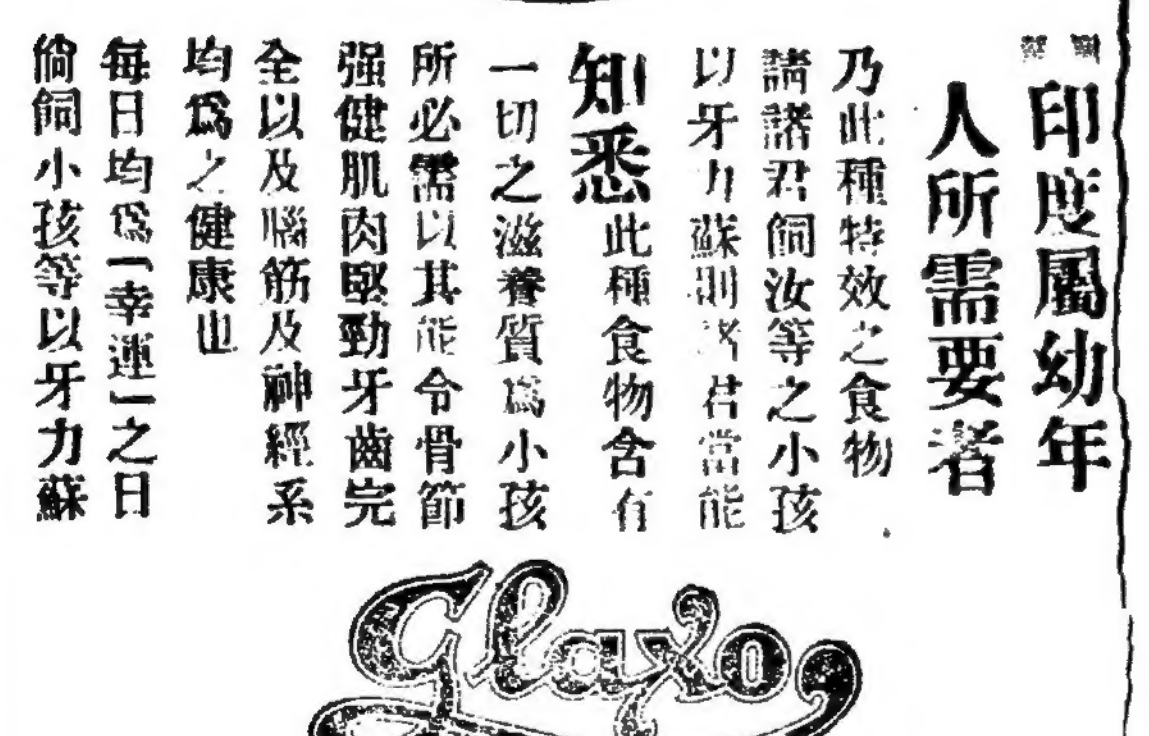 印度屬幼年
人所需要者
乃此種特效之食物
請諸君飼汝等之小孩
以牙力蘇則諸君當能
知悉此種食物含有
一切之滋養質爲小孩
所必需以其能令骨節
强健肌肉堅勁牙齒完
全以及腦筋及神經系
均爲之健康也
每日均爲「幸運」之日
倘飼小孩等以牙力蘇
Glaxo